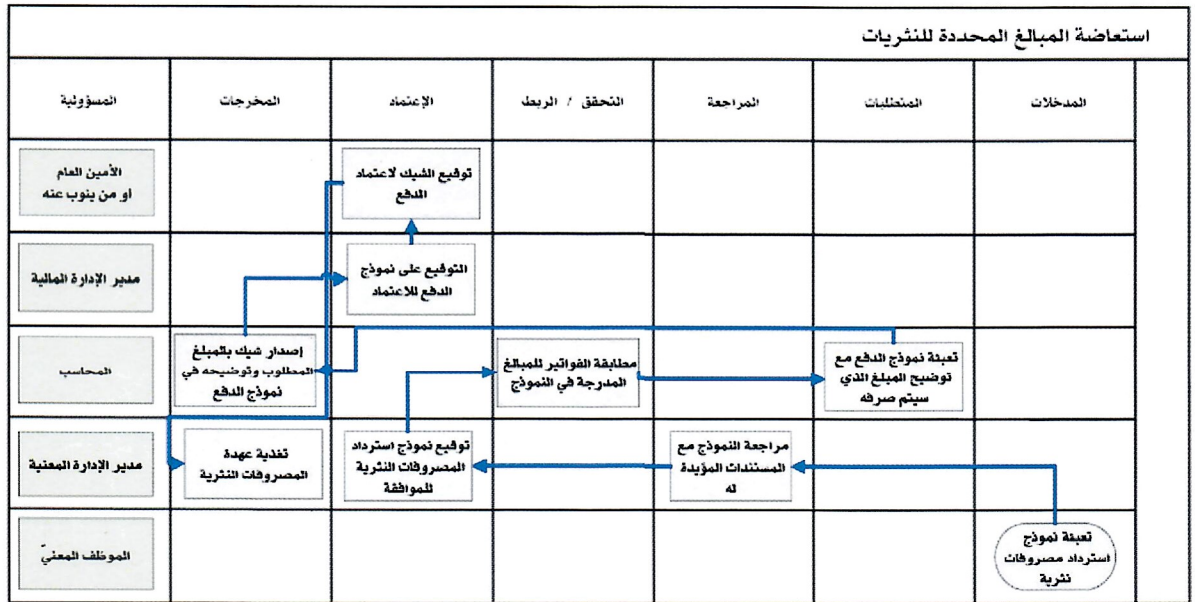 استعاضة المبالغ المحددة للنثريات
المدخلات
المتطلبات
المراجعة
التحقق / الربط
الإعتماد
المخرجات
المسؤولية
توقيع الشيك لاعتماد
الدفع
الأمين العام
او من ينوب عنه
التوقيع على نموذج
الدفع للاعتماد
مدير الإدارة المالية
تعبئة نموذج الدفع مع
توضيح المبلغ الذي
سيتم صرفه
مطابقة الفواتير للمبالغ
المدرجة في النموذج
إصدار شيك بالمبلغ
المطلوب وتوضيحه في
نموذج الدفع
المحاسب
مراجعة النموذج مع
المستندات المؤيدة
له
توقيع نموذج استرداد
المصروفات النثرية
للموافقة
تغذية عهدة
المصروفات النثرية
مدير الإدارة المعنية
تعبئة نموذج
استرداد مصروفات
نثرية
الموظف المعنيّ